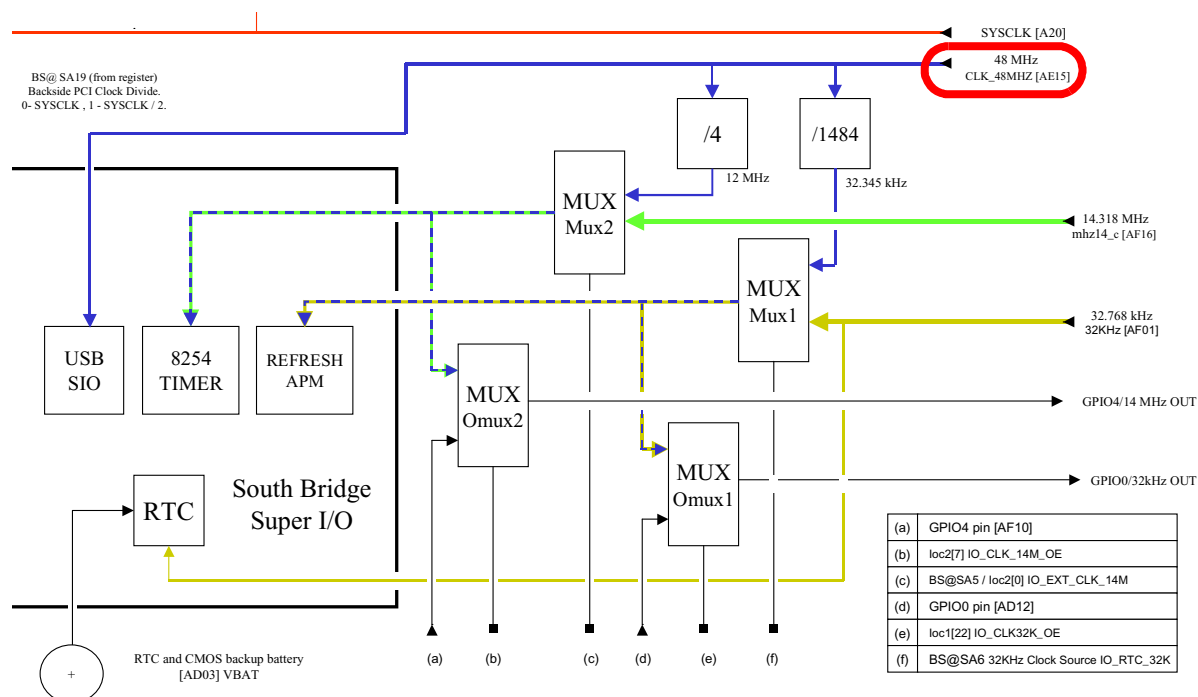 SYSCLK [A20]
48 MHz
CLK_48MHZ [AE15]
BS@ SA19 (from register)
Backside PCI Clock Divide.
0- SYSCLK , 1 - SYSCLK / 2.
/4
/1484
12 MHz
32.345 kHz
MUX
Mux2
14.318 MHz
mhz14_c [AF16]
MUX
Mux1
32.768 kHz
32KHz [AF01]
USB
SIO
8254
TIMER
REFRESH
APM
MUX
Omux2
GPIO4/14 MHz OUT
MUX
Omux1
GPIO0/32kHz OUT
RTC
South Bridge
Super I/O
(a) GPIO4 pin [AF10]
(b) Ioc2[7] IO_CLK_14M_OE
(c) BS@SA5 / Ioc2[0] IO_EXT_CLK_14M
(d) GPIO0 pin [AD12]
(e) Ioc1[22] IO_CLK32K_OE
(f) BS@SA6 32KHz Clock Source IO_RTC_32K
RTC and CMOS backup battery
[AD03] VBAT
+
(a) (b) (c) (d) (e) (f)